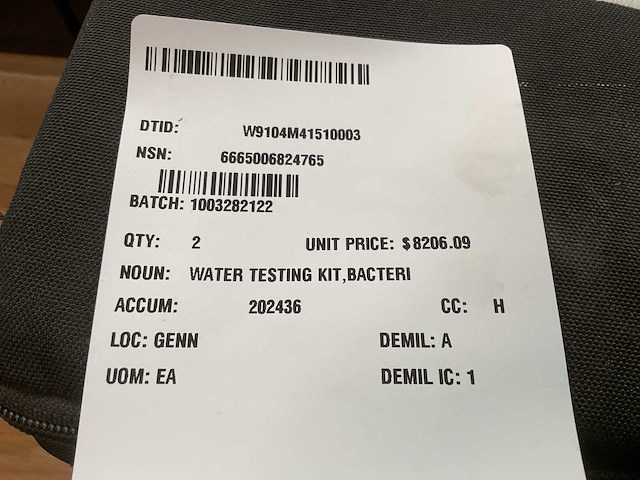 DTID: W9104M41510003
NSN: 6665006824765
BATCH: 1003282122
QTY: 2 UNIT PRICE: $8206.09
NOUN: WATER TESTING KIT,BACTERI
ACCUM: 202436 CC: H
LOC: GENN DEMIL: A
UOM: EA DEMIL IC: 1